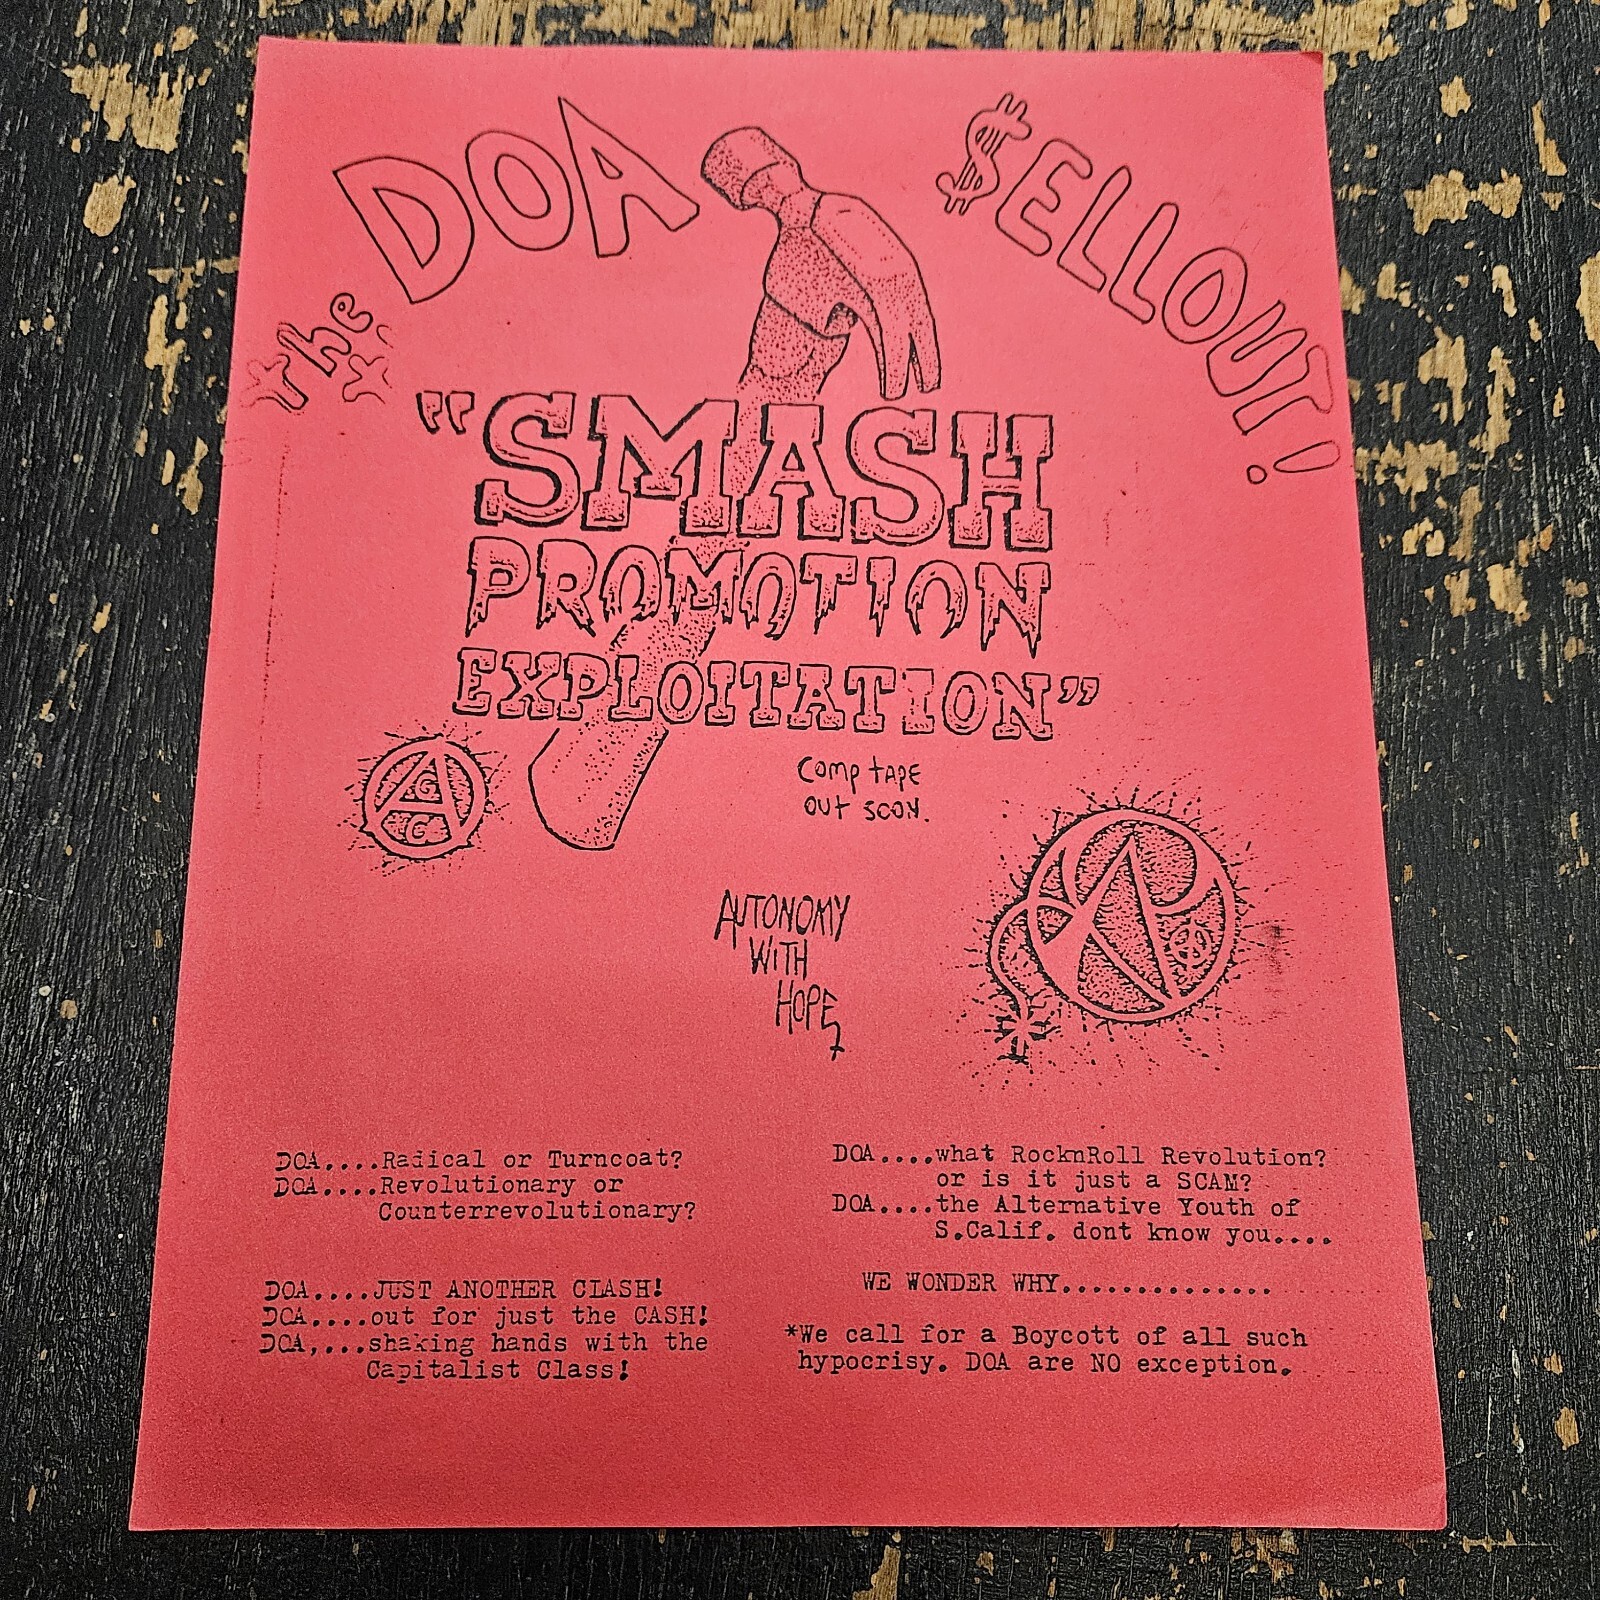 the DOA $ELLOUT!
"SMASH
PROMOTION
EXPLOITATION"
COMP TAPE
OUT SOON.
AUTONOMY
WITH
HOPE
DOA....Radical or Turncoat?
DOA....Revolutionary or
Counterrevolutionary?
DOA....JUST ANOTHER CLASH!
DOA....out for just the CASH!
DOA,...shaking hands with the
Capitalist Class!
DOA....what RocknRoll Revolution?
or is it just a SCAM?
DOA....the Alternative Youth of
S.Calif. dont know you....
WE WONDER WHY...............
*We call for a Boycott of all such
hypocrisy. DOA are NO exception.